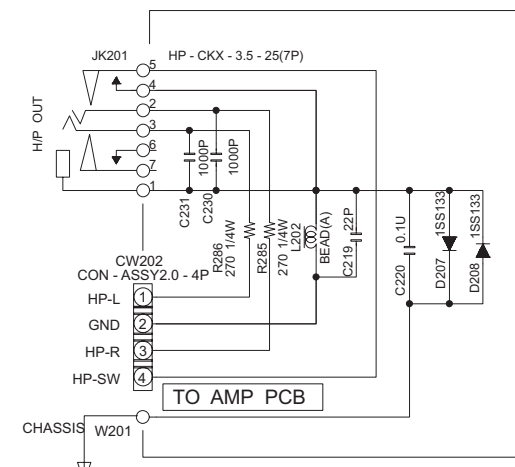 JK201 HP - CKX - 3.5 - 25(7P)
H/P OUT
5
4
2
3
6
7
1
C231
1000P
C230
1000P
R286
270 1/4W
R285
270 1/4W
L202
BEAD(A)
C219
22P
C220
0.1U
D207
1SS133
D208
1SS133
CW202
CON - ASSY2.0 - 4P
HP-L 1
GND 2
HP-R 3
HP-SW 4
TO AMP PCB
CHASSIS W201